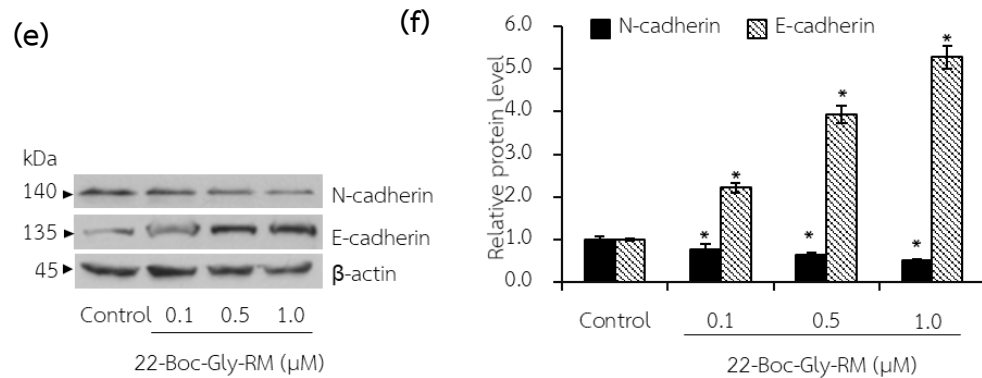 (e)
kDa
140
N-cadherin
135
E-cadherin
45
β-actin
Control 0.1 0.5 1.0
22-Boc-Gly-RM (μM)
(f)
N-cadherin E-cadherin
Relative protein level
6.0
5.0
4.0
3.0
2.0
1.0
0.0
* * * * * *
Control 0.1 0.5 1.0
22-Boc-Gly-RM (μM)